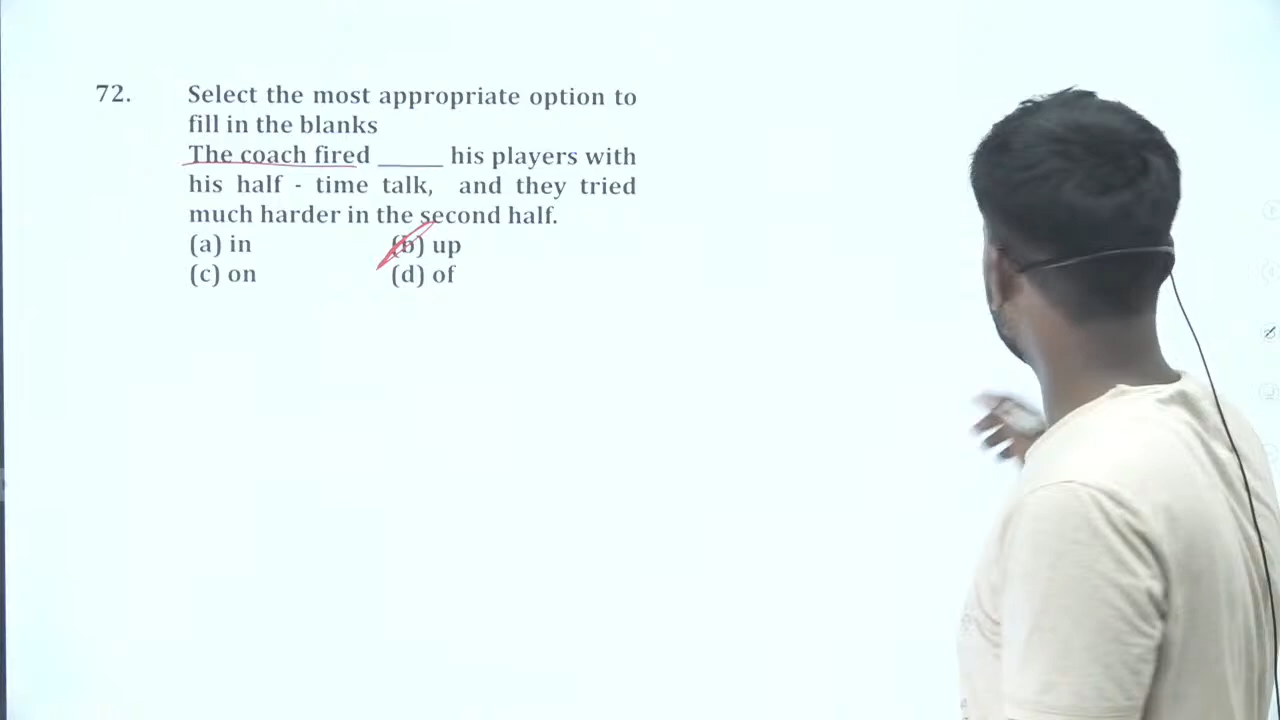 72. Select the most appropriate option to
fill in the blanks
The coach fired _____ his players with
his half - time talk, and they tried
much harder in the second half.
(a) in (b) up
(c) on (d) of